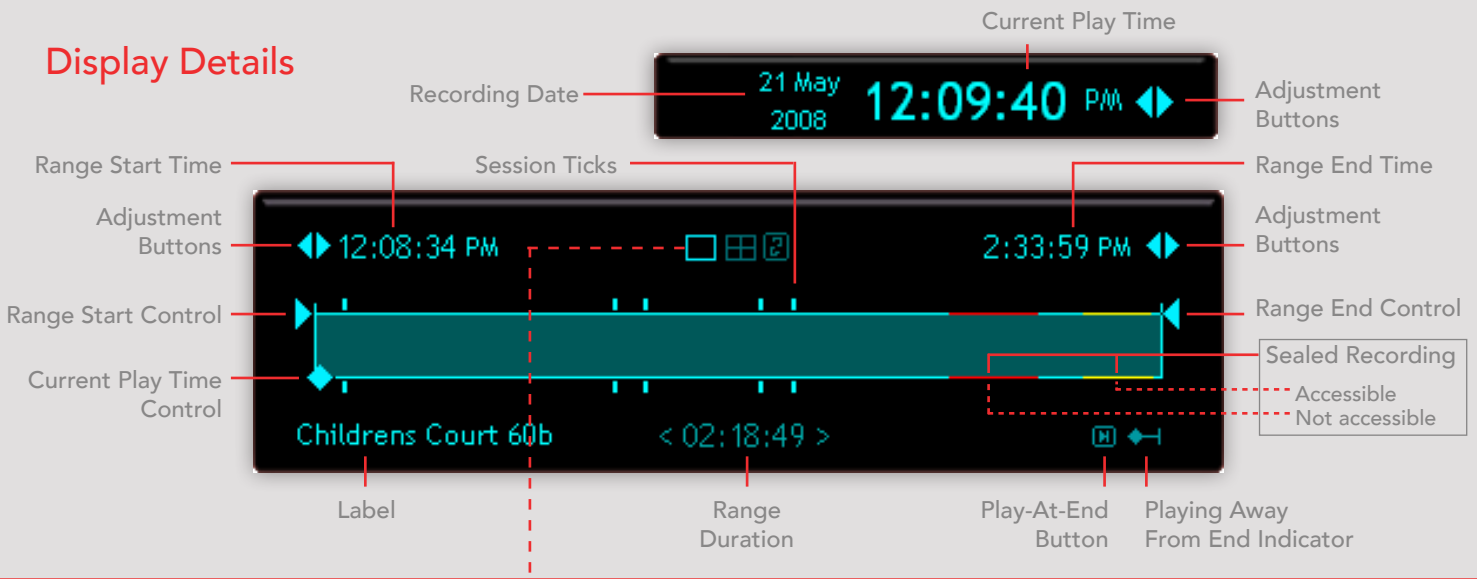 Display Details
Current Play Time
Recording Date
21 May
2008
12:09:40 PM
Adjustment
Buttons
Range Start Time
Session Ticks
Range End Time
Adjustment
Buttons
12:08:34 PM
2:33:59 PM
Adjustment
Buttons
Range Start Control
Range End Control
Sealed Recording
Accessible
Not accessible
Current Play Time
Control
Childrens Court 60b
< 02:18:49 >
Label
Range
Duration
Play-At-End
Button
Playing Away
From End Indicator